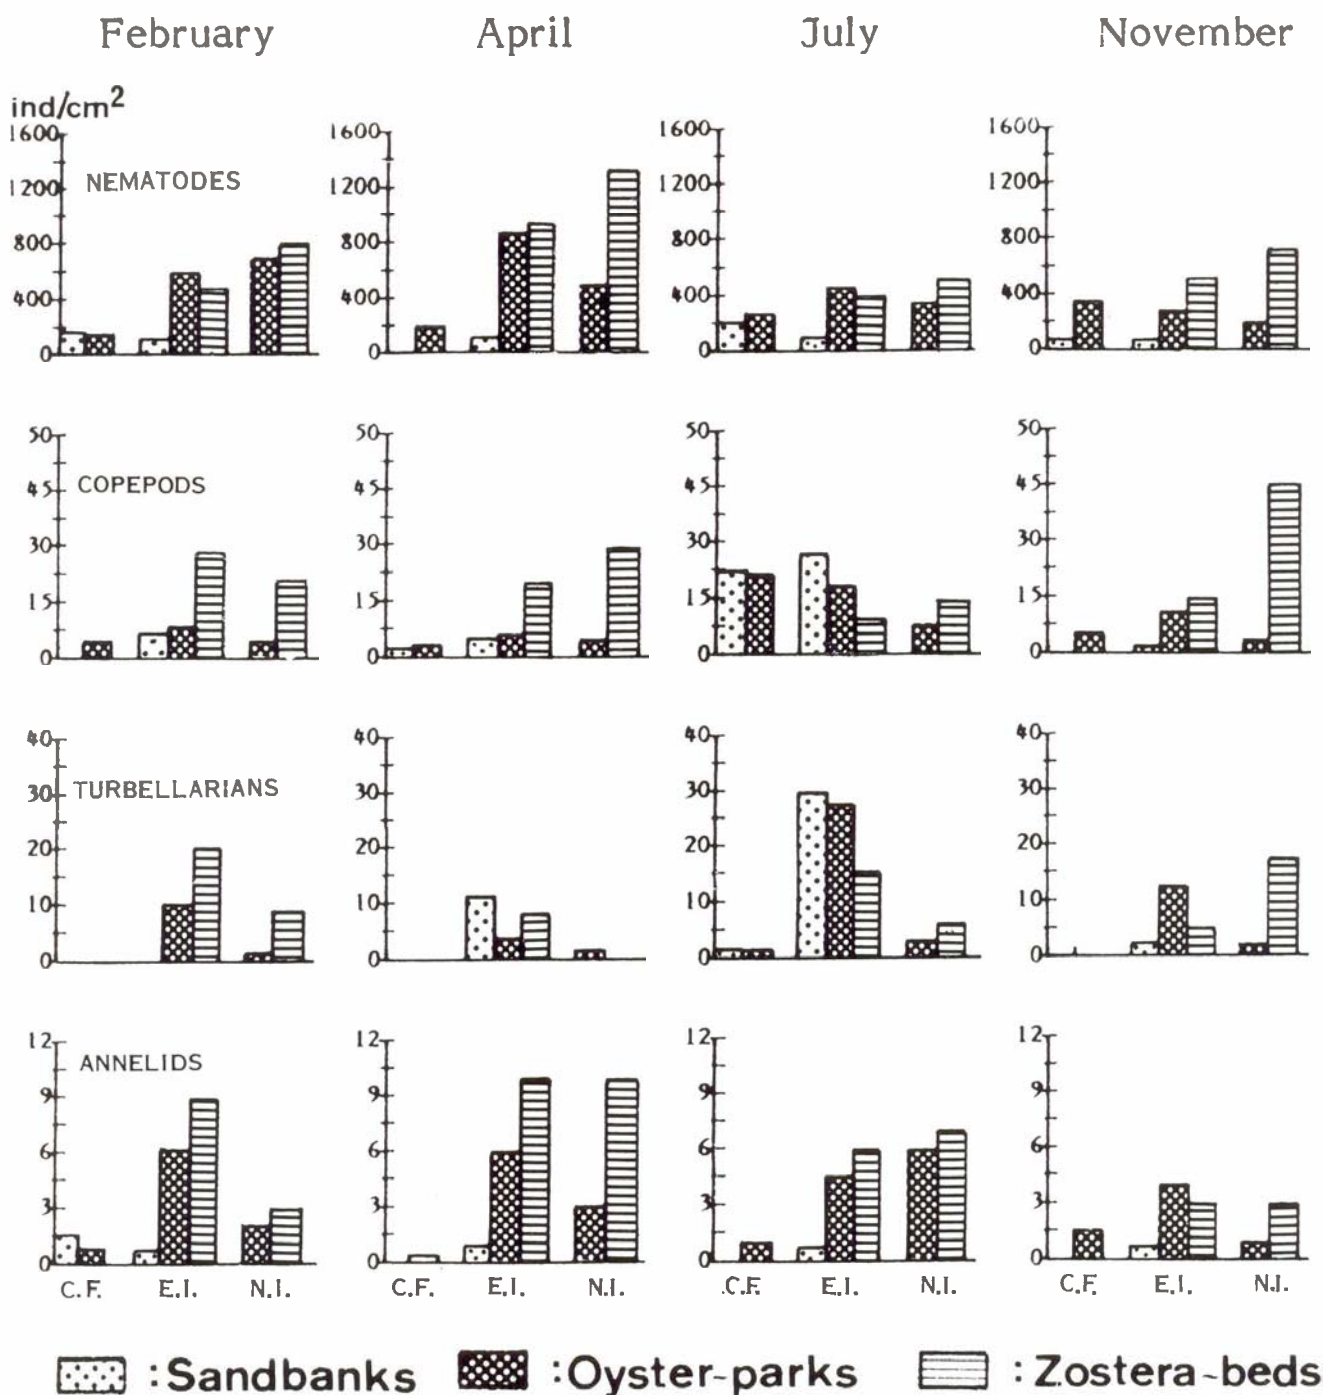 February April July November
ind/cm²
1600 1600 1600 1600
NEMATODES
1200 1200 1200 1200
800 800 800 800
400 400 400 400
0 0 0 0
50 50 50 50
COPEPODS
45 45 45 45
30 30 30 30
15 15 15 15
0 0 0 0
40 40 40 40
TURBELLARIANS
30 30 30 30
20 20 20 20
10 10 10 10
0 0 0 0
12 12 12 12
ANNELIDS
9 9 9 9
6 6 6 6
3 3 3 3
0 0 0 0
C.F. E.I. N.I. C.F. E.I. N.I. C.F. E.I. N.I. C.F. E.I. N.I.
:Sandbanks :Oyster-parks :Zostera-beds